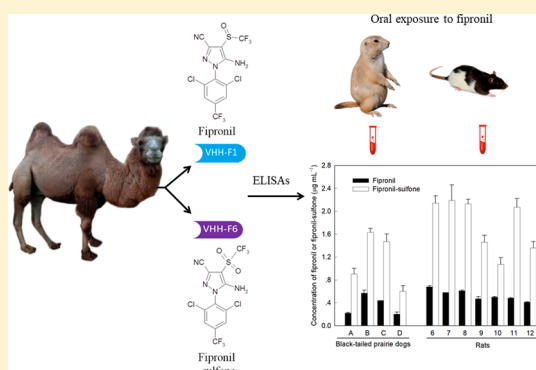 Oral exposure to fipronil
O
S
CF3
NC
N
N
NH2
Cl
Cl
CF3
Fipronil
VHH-F1
ELISAs
VHH-F6
CF3
O
O
S
NC
N
N
NH2
Cl
Cl
CF3
Fipronil
sulfone
Concentration of fipronil or fipronil-sulfone (μg mL⁻¹)
2.8
2.4
2.0
1.6
1.2
.8
.4
0.0
Fipronil
Fipronil-sulfone
A B C D 6 7 8 9 10 11 12
Black-tailed prairie dogs Rats